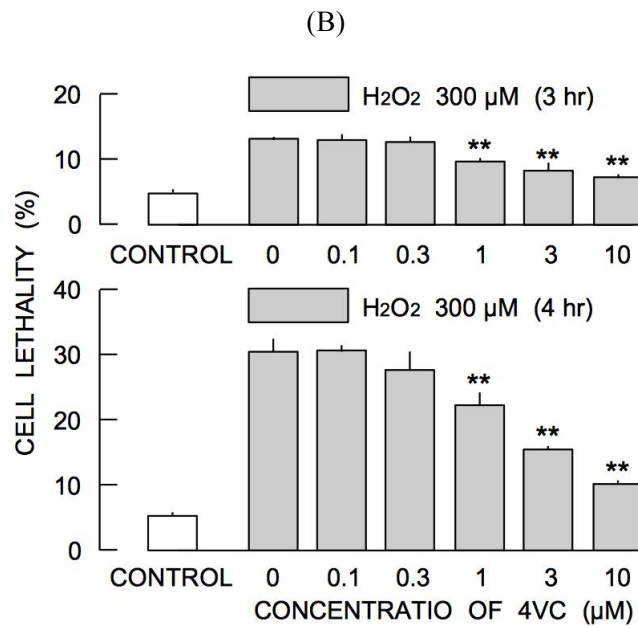 (B)
H2O2 300 μM (3 hr)
20
10
0
** ** **
CONTROL 0 0.1 0.3 1 3 10
H2O2 300 μM (4 hr)
40
30
20
10
0
**
**
**
CONTROL 0 0.1 0.3 1 3 10
CONCENTRATIO OF 4VC (μM)
CELL LETHALITY (%)